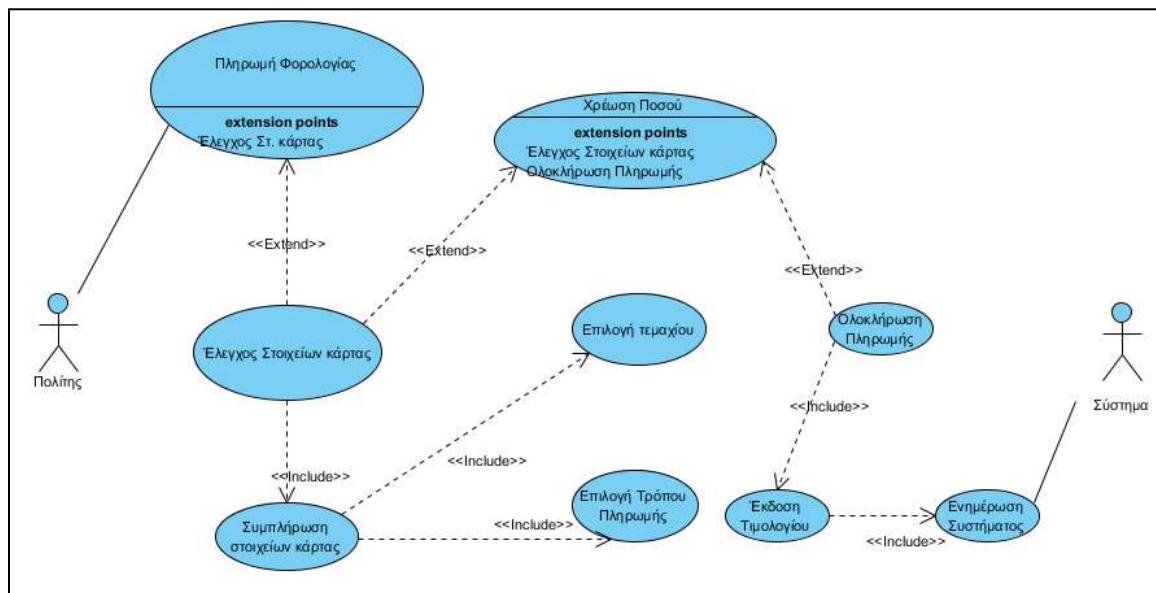 Πληρωμή Φορολογίας
extension points
Έλεγχος Στ. κάρτας
Χρέωση Ποσού
extension points
Έλεγχος Στοιχείων κάρτας
Ολοκλήρωση Πληρωμής
<<Extend>>
<<Extend>>
<<Extend>>
Πολίτης
Έλεγχος Στοιχείων κάρτας
Επιλογή τεμαχίου
Ολοκλήρωση
Πληρωμής
Σύστημα
<<Include>>
<<Include>>
<<Include>>
Συμπλήρωση
στοιχείων κάρτας
<<Include>>
Επιλογή Τρόπου
Πληρωμής
Έκδοση
Τιμολογίου
<<Include>>
Ενημέρωση
Συστήματος